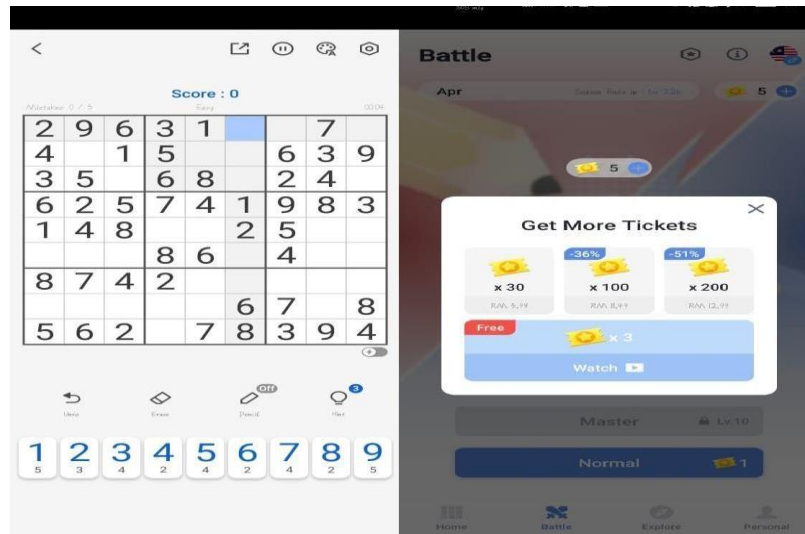 Score : 0
Mistakes 0 / 5 Easy
2 9 6 3 1 7
4 1 5 6 3 9
3 5 6 8 2 4
6 2 5 7 4 1 9 8 3
1 4 8 2 5
8 6 4
8 7 4 2
6 7 8
5 6 2 7 8 3 9 4
Undo Erase Off Pencil 3
1 2 3 4 5 6 7 8 9
5 3 4 2 4 2 4 2 5
Battle
Apr 5
5
Get More Tickets
-36% -51%
x 30 x 100 x 200
Free
x 3
Watch
Master Lv.10
Normal 1
Home Battle Explore Personal